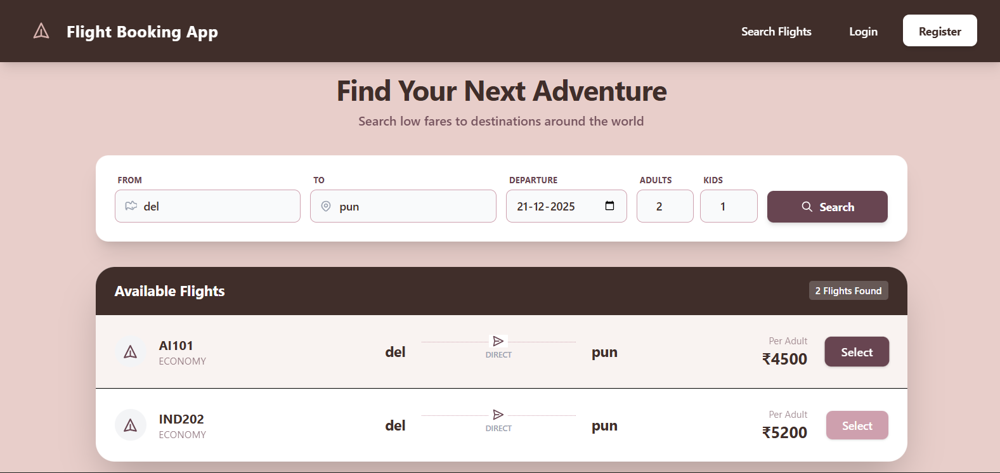 Flight Booking App
Search Flights
Login
Register
Find Your Next Adventure
Search low fares to destinations around the world
FROM
TO
DEPARTURE
ADULTS
KIDS
del
pun
21-12-2025
2
1
Search
Available Flights
2 Flights Found
AI101
ECONOMY
del
DIRECT
pun
Per Adult
₹4500
Select
IND202
ECONOMY
del
DIRECT
pun
Per Adult
₹5200
Select